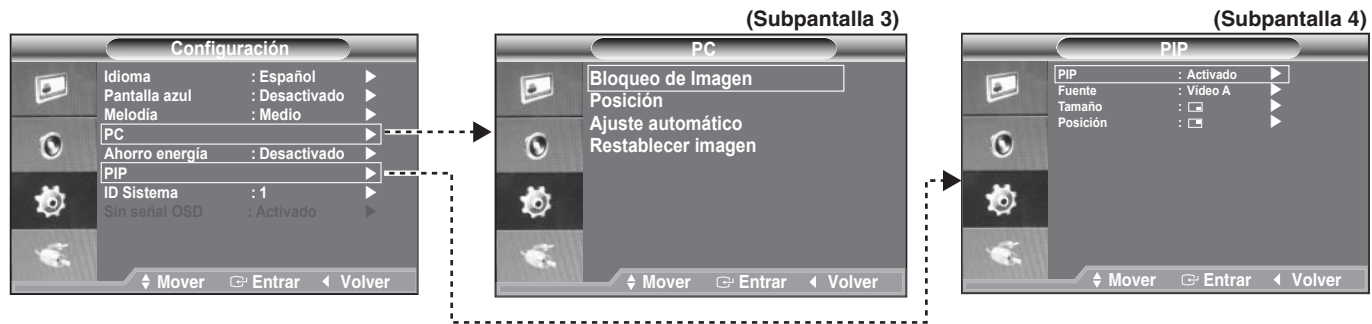 (Subpantalla 3)
(Subpantalla 4)
Configuración
Idioma : Español
Pantalla azul : Desactivado
Melodía : Medio
PC
Ahorro energía : Desactivado
PIP
ID Sistema : 1
Sin señal OSD : Activado
Mover Entrar Volver
PC
Bloqueo de Imagen
Posición
Ajuste automático
Restablecer imagen
Mover Entrar Volver
PIP
PIP : Activado
Fuente : Vídeo A
Tamaño :
Posición :
Mover Entrar Volver